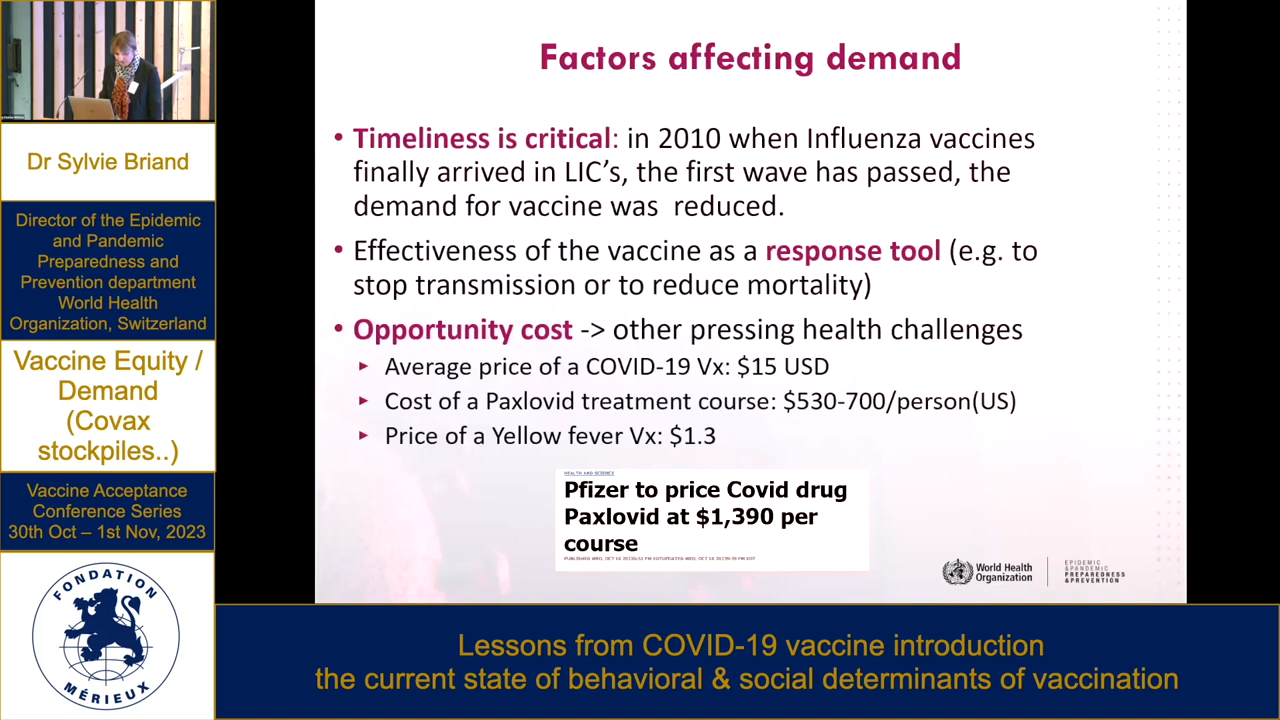 Dr Sylvie Briand
Director of the Epidemic
and Pandemic
Preparedness and
Prevention department
World Health
Organization, Switzerland
Vaccine Equity /
Demand
(Covax
stockpiles..)
Vaccine Acceptance
Conference Series
30th Oct – 1st Nov, 2023
FONDATION
MÉRIEUX
Factors affecting demand
• Timeliness is critical: in 2010 when Influenza vaccines
finally arrived in LIC's, the first wave has passed, the
demand for vaccine was reduced.
• Effectiveness of the vaccine as a response tool (e.g. to
stop transmission or to reduce mortality)
• Opportunity cost -> other pressing health challenges
Average price of a COVID-19 Vx: $15 USD
Cost of a Paxlovid treatment course: $530-700/person(US)
Price of a Yellow fever Vx: $1.3
HEALTH AND SCIENCE
Pfizer to price Covid drug
Paxlovid at $1,390 per
course
World Health
Organization
EPIDEMIC
&PANDEMIC
PREPAREDNESS
&PREVENTION
Lessons from COVID-19 vaccine introduction
the current state of behavioral & social determinants of vaccination